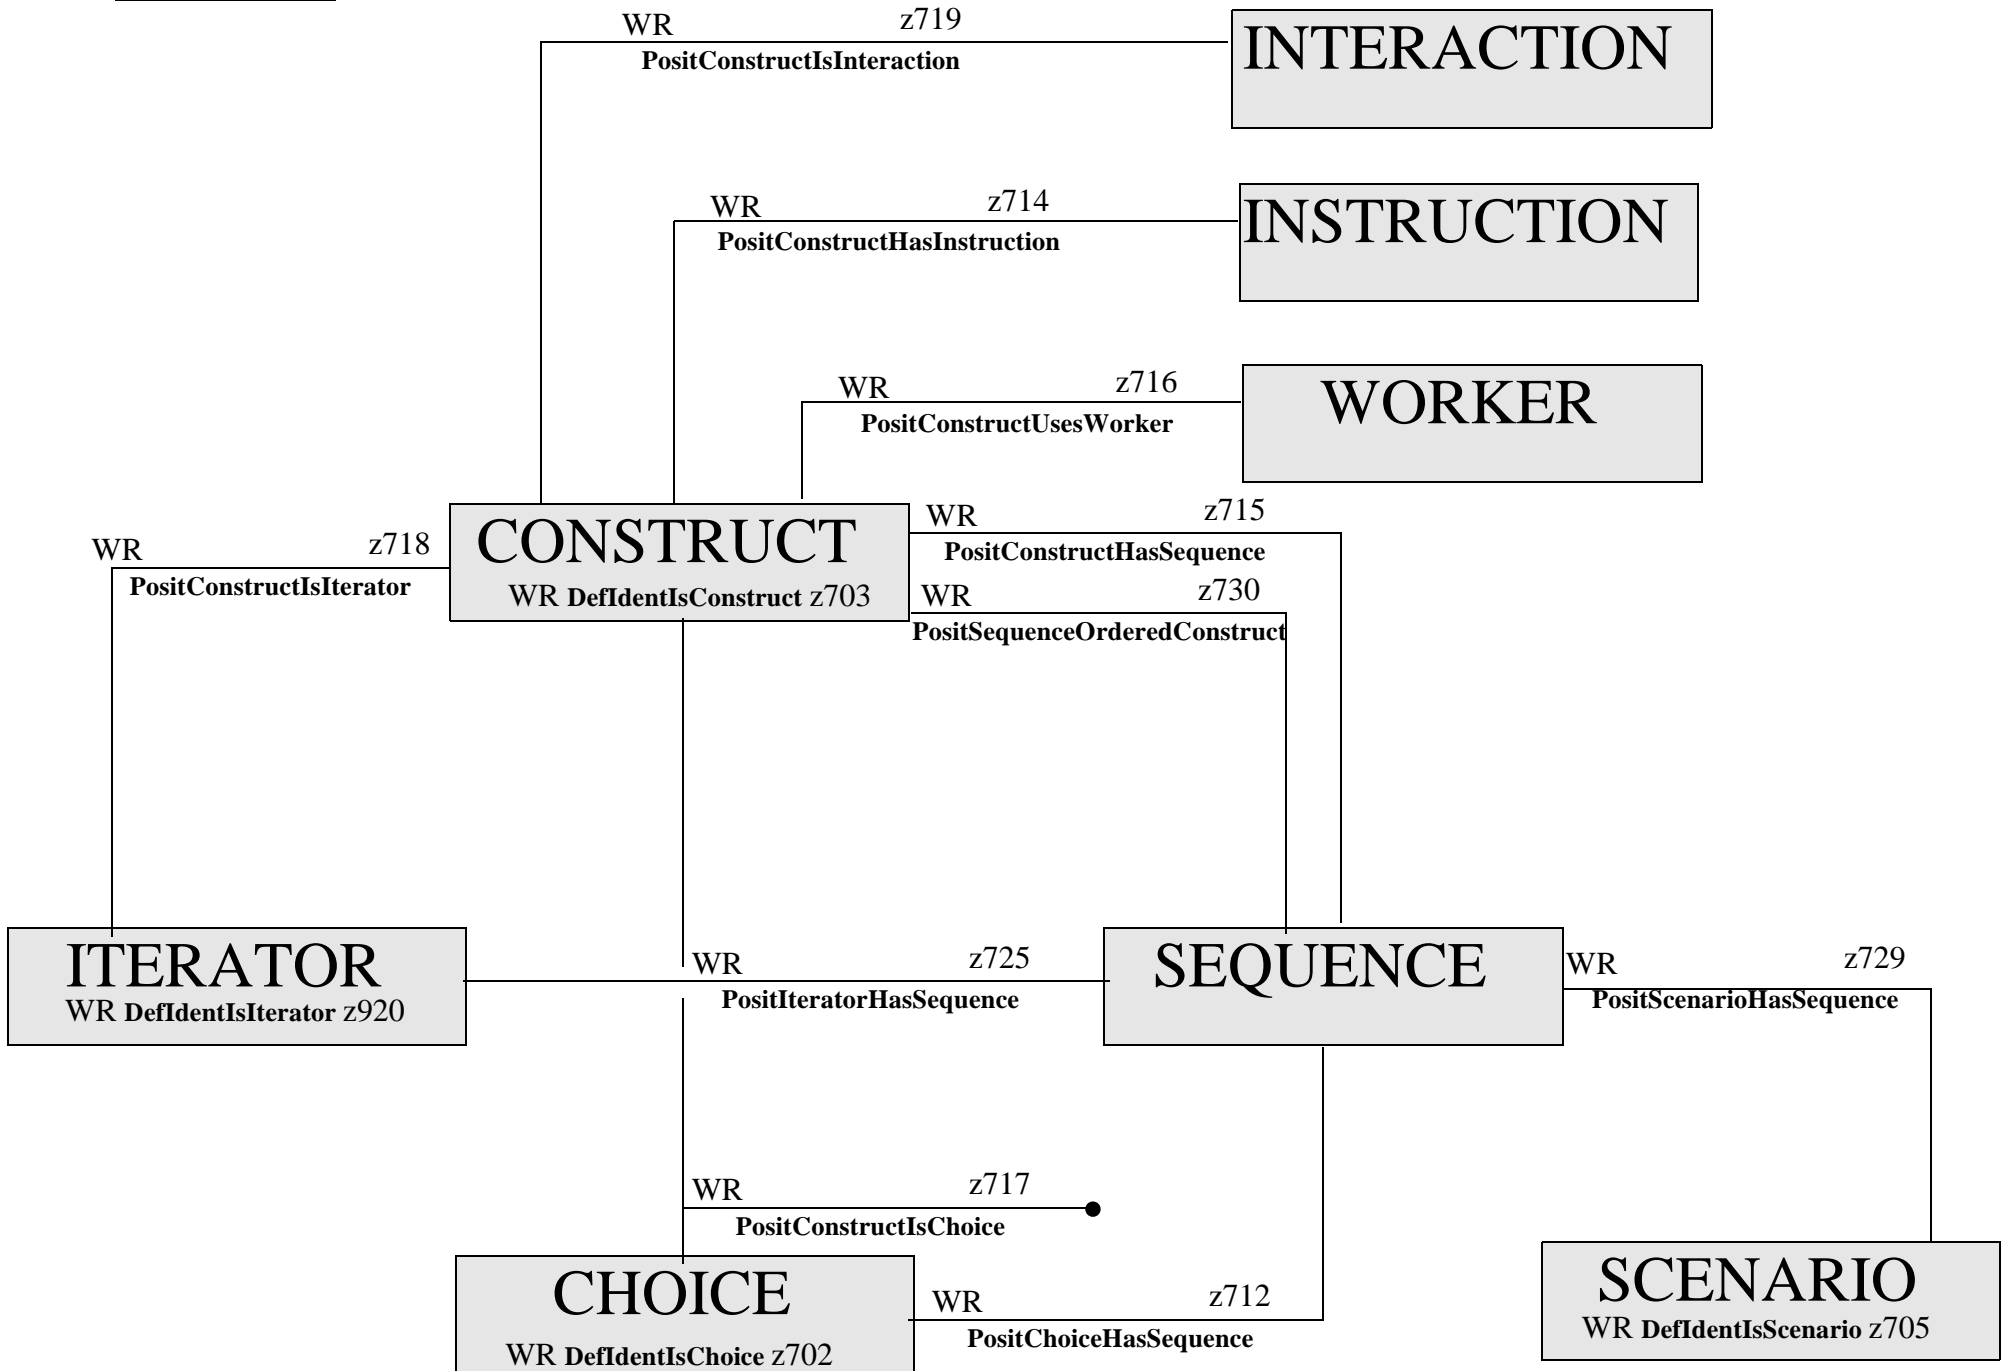 WR z719
PositConstructIsInteraction
INTERACTION
WR z714
PositConstructHasInstruction
INSTRUCTION
WR z716
PositConstructUsesWorker
WORKER
WR z718
PositConstructIsIterator
CONSTRUCT
WR DefIdentIsConstruct z703
WR z715
PositConstructHasSequence
WR z730
PositSequenceOrderedConstruct
ITERATOR
WR DefIdentIsIterator z920
WR z725
PositIteratorHasSequence
SEQUENCE
WR z729
PositScenarioHasSequence
WR z717
PositConstructIsChoice
CHOICE
WR DefIdentIsChoice z702
WR z712
PositChoiceHasSequence
SCENARIO
WR DefIdentIsScenario z705